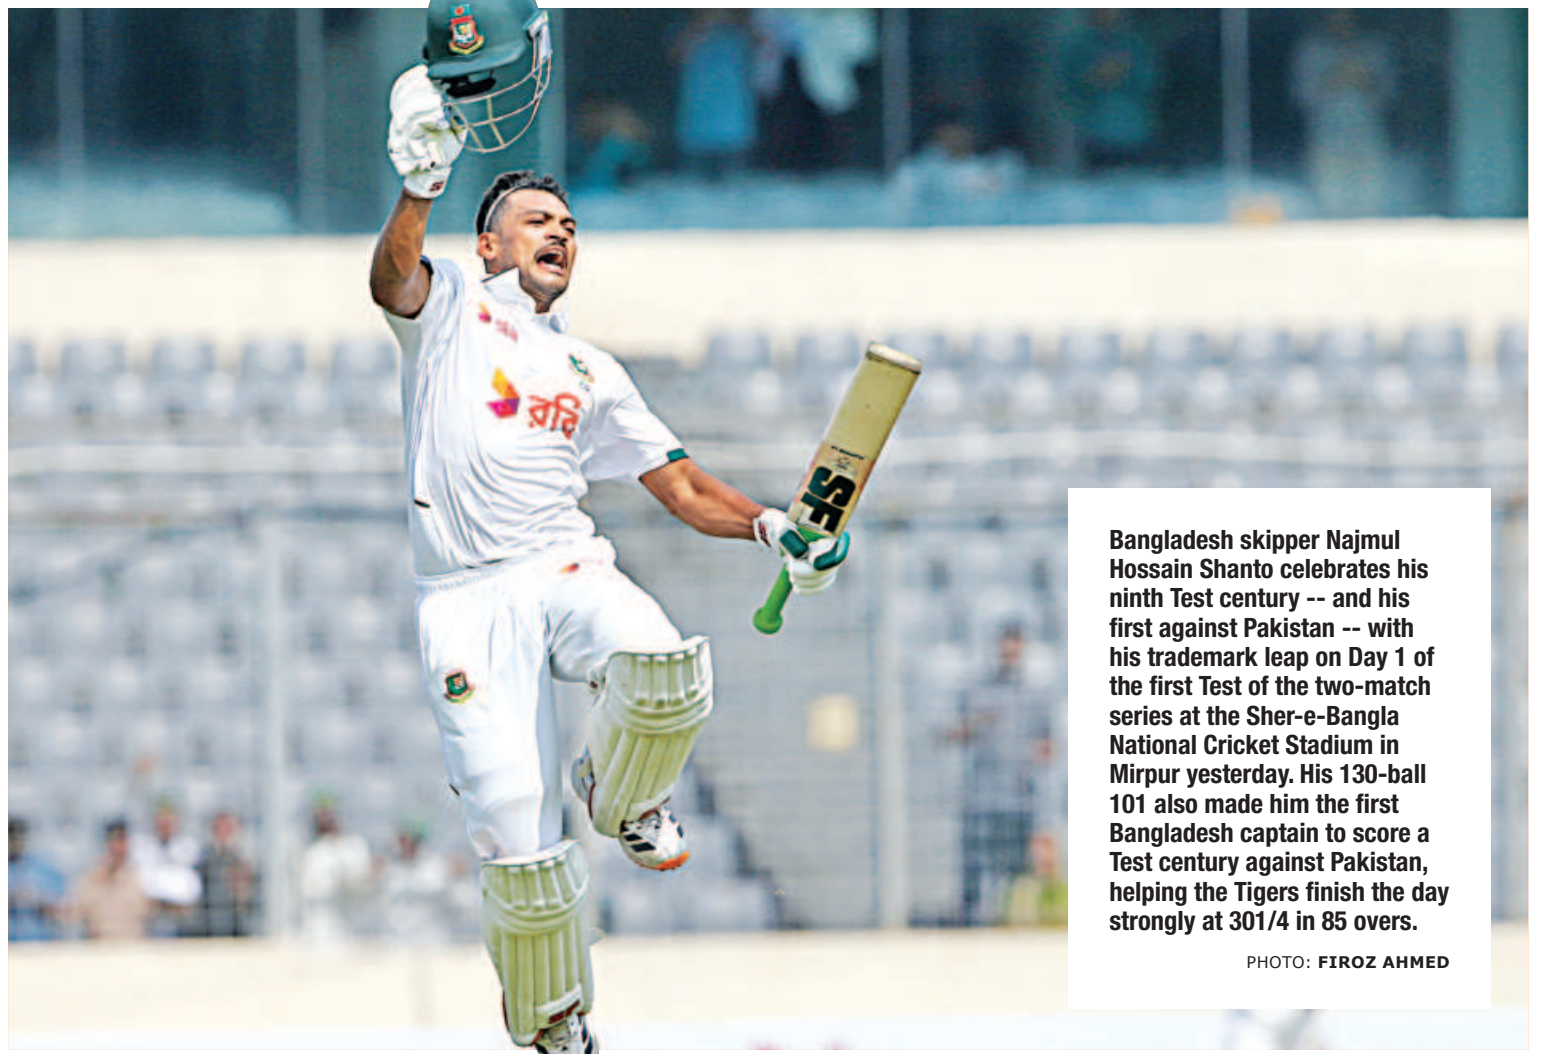 রবি
SF
Bangladesh skipper Najmul
Hossain Shanto celebrates his
ninth Test century -- and his
first against Pakistan -- with
his trademark leap on Day 1 of
the first Test of the two-match
series at the Sher-e-Bangla
National Cricket Stadium in
Mirpur yesterday. His 130-ball
101 also made him the first
Bangladesh captain to score a
Test century against Pakistan,
helping the Tigers finish the day
strongly at 301/4 in 85 overs.
PHOTO: FIROZ AHMED